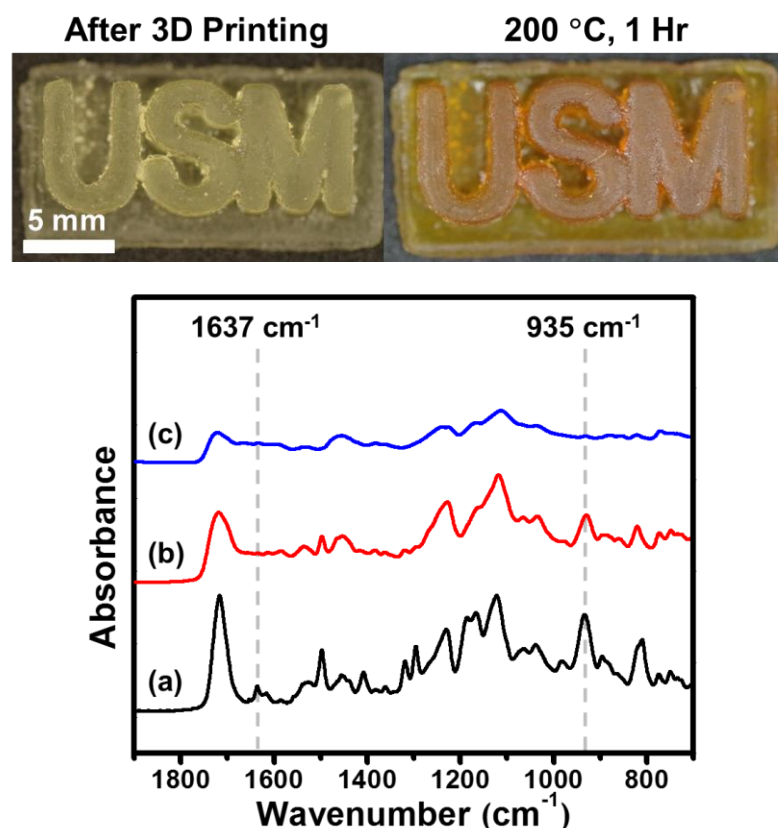 After 3D Printing
200 °C, 1 Hr
USM
USM
5 mm
1637 cm⁻¹
935 cm⁻¹
(c)
(b)
(a)
Absorbance
1800 1600 1400 1200 1000 800
Wavenumber (cm⁻¹)